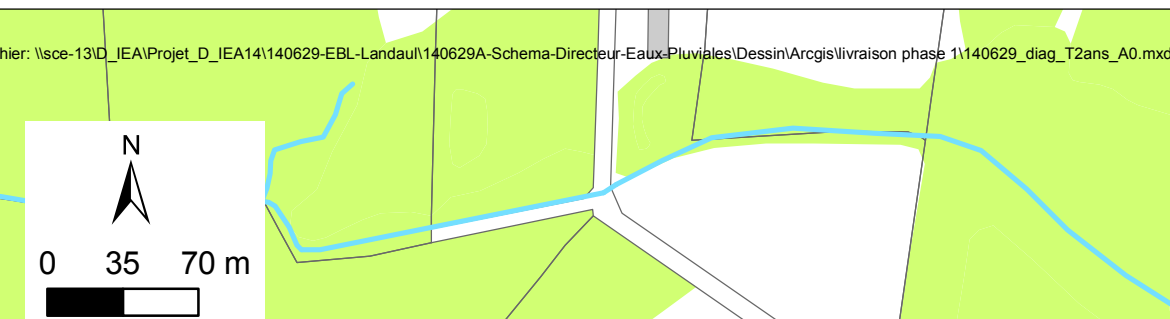 hier: \\sce-13\D_IEA\Projet_D_IEA14\140629-EBL-Landaul\140629A-Schema-Directeur-Eaux-Pluviales\Dessin\Arcgis\livraison phase 1\140629_diag_T2ans_A0.mxd
N
0 35 70 m